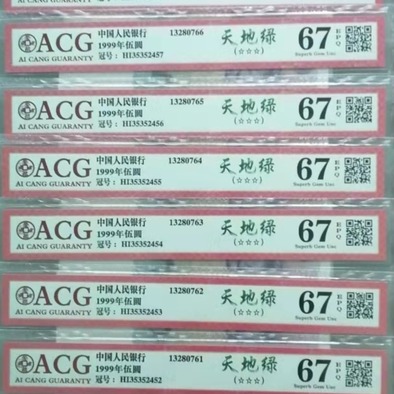 ACG 中国人民银行 13280766 天地绿 67 EPQ
1999年伍圆
AI CANG GUARANTY 冠号：HI35352457 (☆☆☆) Superb Gem Unc
ACG 中国人民银行 13280765 天地绿 67 EPQ
1999年伍圆
AI CANG GUARANTY 冠号：HI35352456 (☆☆☆) Superb Gem Unc
ACG 中国人民银行 13280764 天地绿 67 EPQ
1999年伍圆
AI CANG GUARANTY 冠号：HI35352455 (☆☆☆) Superb Gem Unc
ACG 中国人民银行 13280763 天地绿 67 EPQ
1999年伍圆
AI CANG GUARANTY 冠号：HI35352454 (☆☆☆) Superb Gem Unc
ACG 中国人民银行 13280762 天地绿 67 EPQ
1999年伍圆
AI CANG GUARANTY 冠号：HI35352453 (☆☆☆) Superb Gem Unc
ACG 中国人民银行 13280761 天地绿 67 EPQ
1999年伍圆
AI CANG GUARANTY 冠号：HI35352452 (☆☆☆) Superb Gem Unc